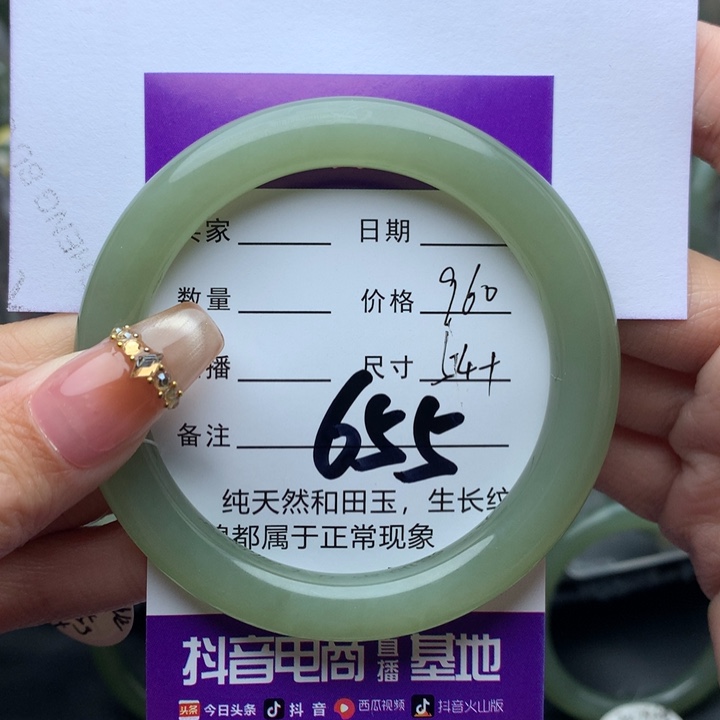 家 日期
数量 价格 960
播 尺寸 54+
备注 655
纯天然和田玉，生长纹
都属于正常现象
抖音电商直播基地
头条 今日头条 抖音 西瓜视频 抖音火山版